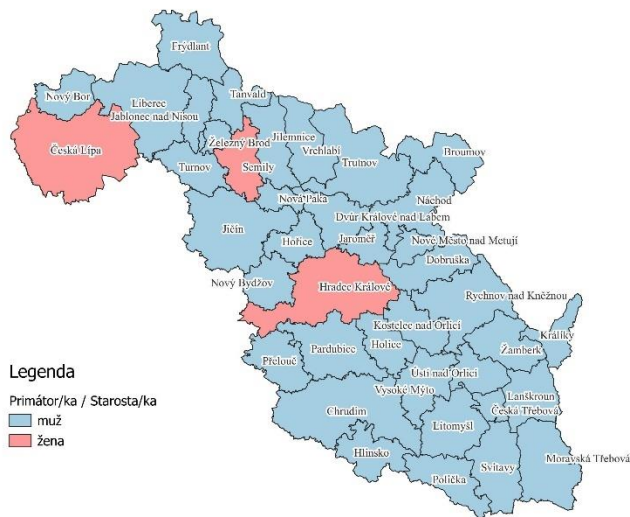 Frýdlant
Nový Bor
Liberec
Tanvald
Jablonec nad Nisou
Česká Lípa
Železný Brod
Jilemnice
Vrchlabí
Semily
Turnov
Trutnov
Broumov
Nová Paka
Náchod
Dvůr Králové nad Labem
Jičín
Hořice
Jaroměř
Nové Město nad Metují
Dobruška
Nový Bydžov
Hradec Králové
Rychnov nad Kněžnou
Kostelec nad Orlicí
Králíky
Přelouč
Pardubice
Holice
Žamberk
Ústí nad Orlicí
Vysoké Mýto
Lanškroun
Česká Třebová
Chrudim
Litomyšl
Hlinsko
Moravská Třebová
Svitavy
Polička
Legenda
Primátor/ka / Starosta/ka
muž
žena